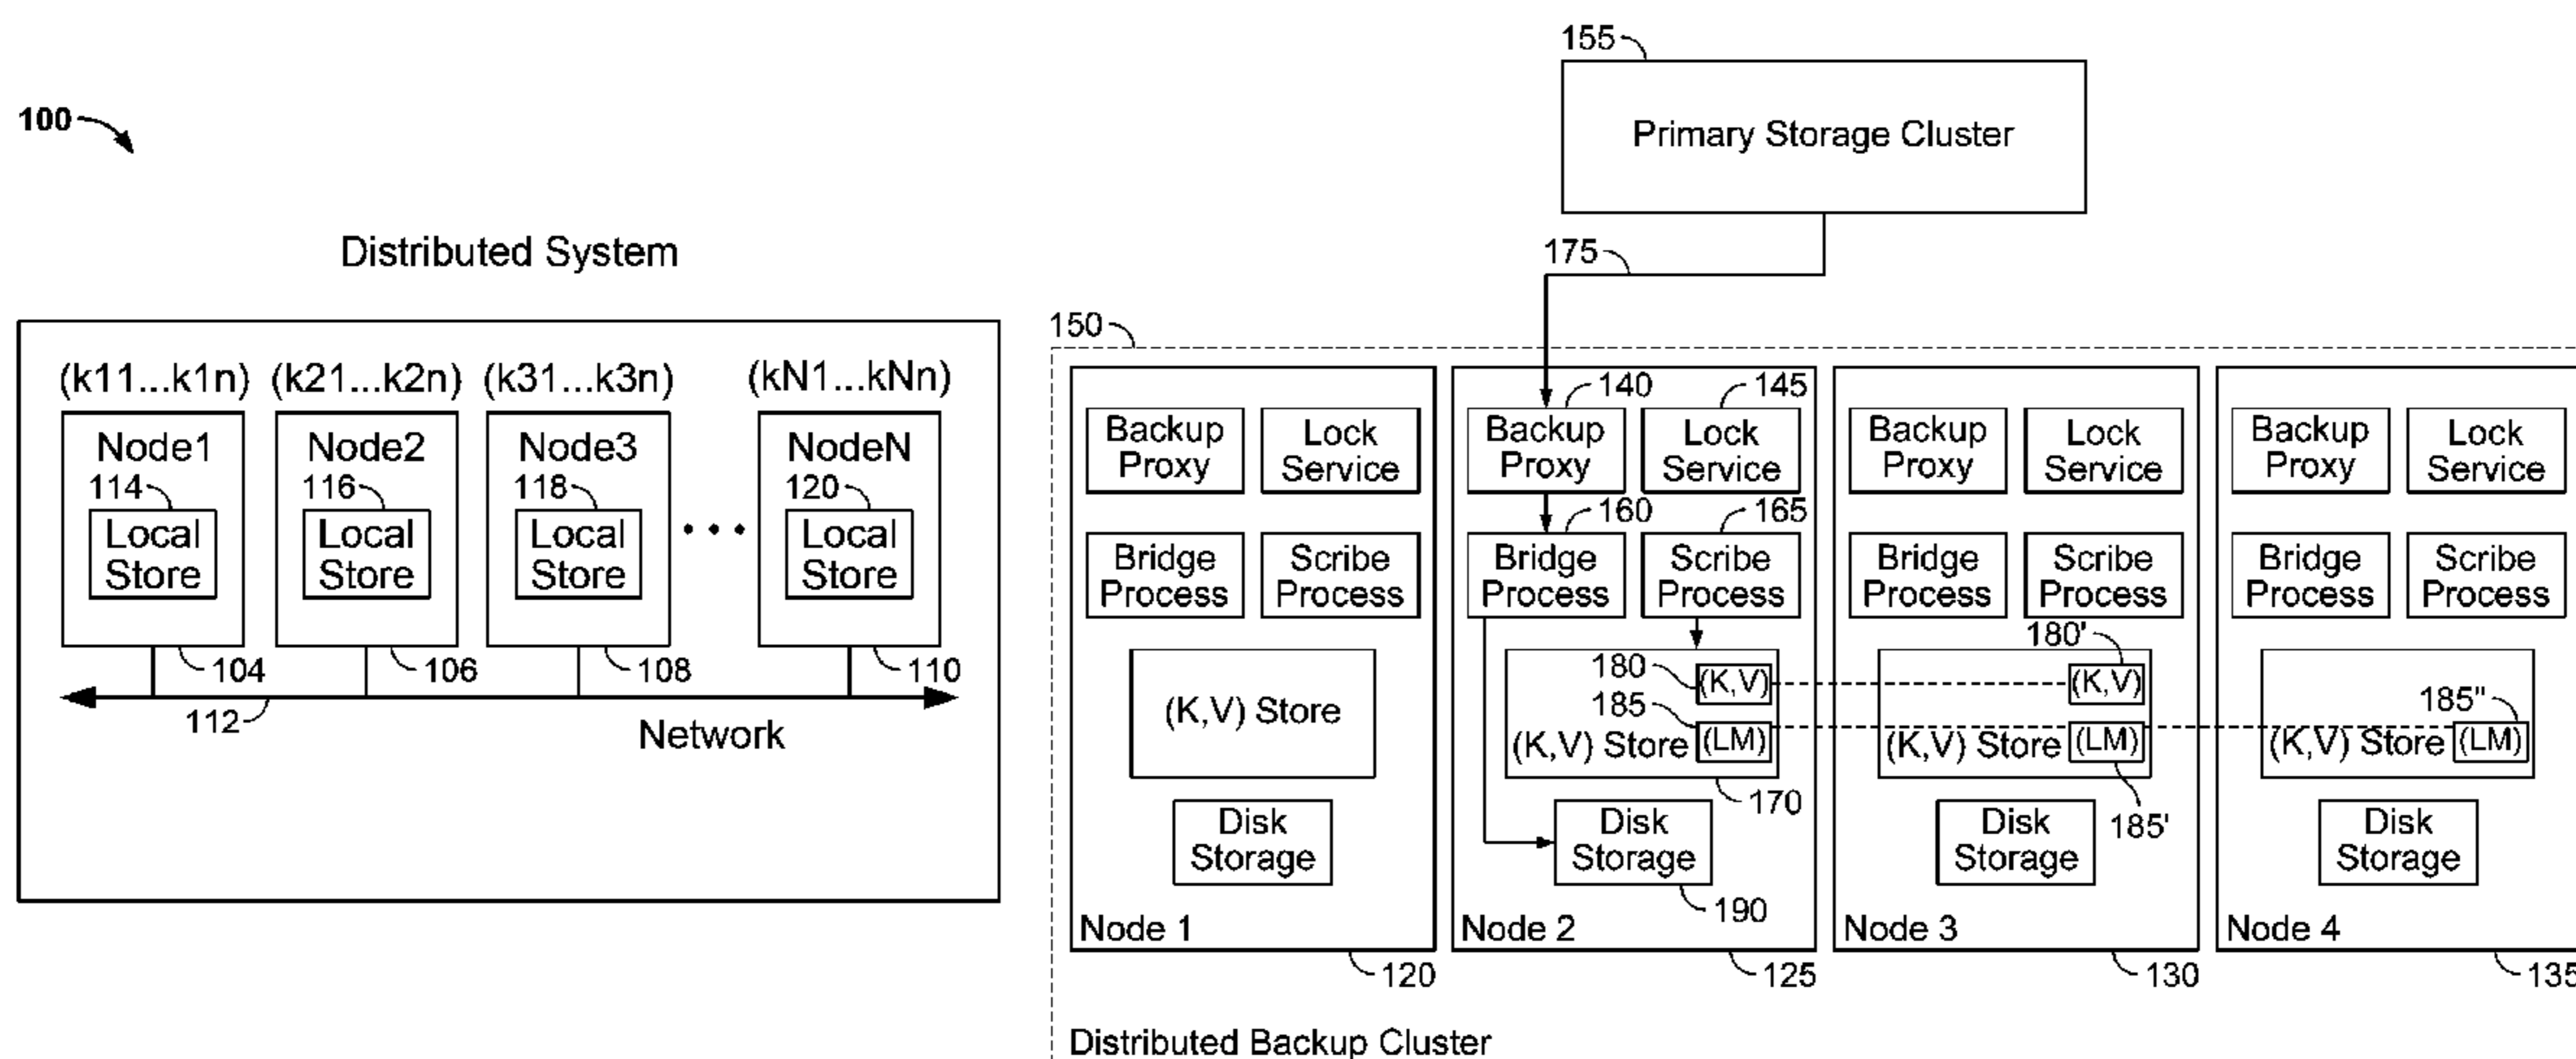 100
Distributed System
(k11...k1n) (k21...k2n) (k31...k3n) (kN1...kNn)
Node1 Node2 Node3 NodeN
114 116 118 120
Local Local Local Local
Store Store Store Store
• • •
104 106 108 110
112
Network
155
Primary Storage Cluster
175
150
140 145
Backup Lock Backup Lock Backup Lock Backup Lock
Proxy Service Proxy Service Proxy Service Proxy Service
160 165
Bridge Scribe Bridge Scribe Bridge Scribe Bridge Scribe
Process Process Process Process Process Process Process Process
180'
180 (K,V) (K,V)
185 185"
(K,V) Store (K,V) Store (LM) (K,V) Store (LM) (K,V) Store (LM)
170
185'
Disk Disk Disk Disk
Storage Storage Storage Storage
190
Node 1 Node 2 Node 3 Node 4
120 125 130 135
Distributed Backup Cluster